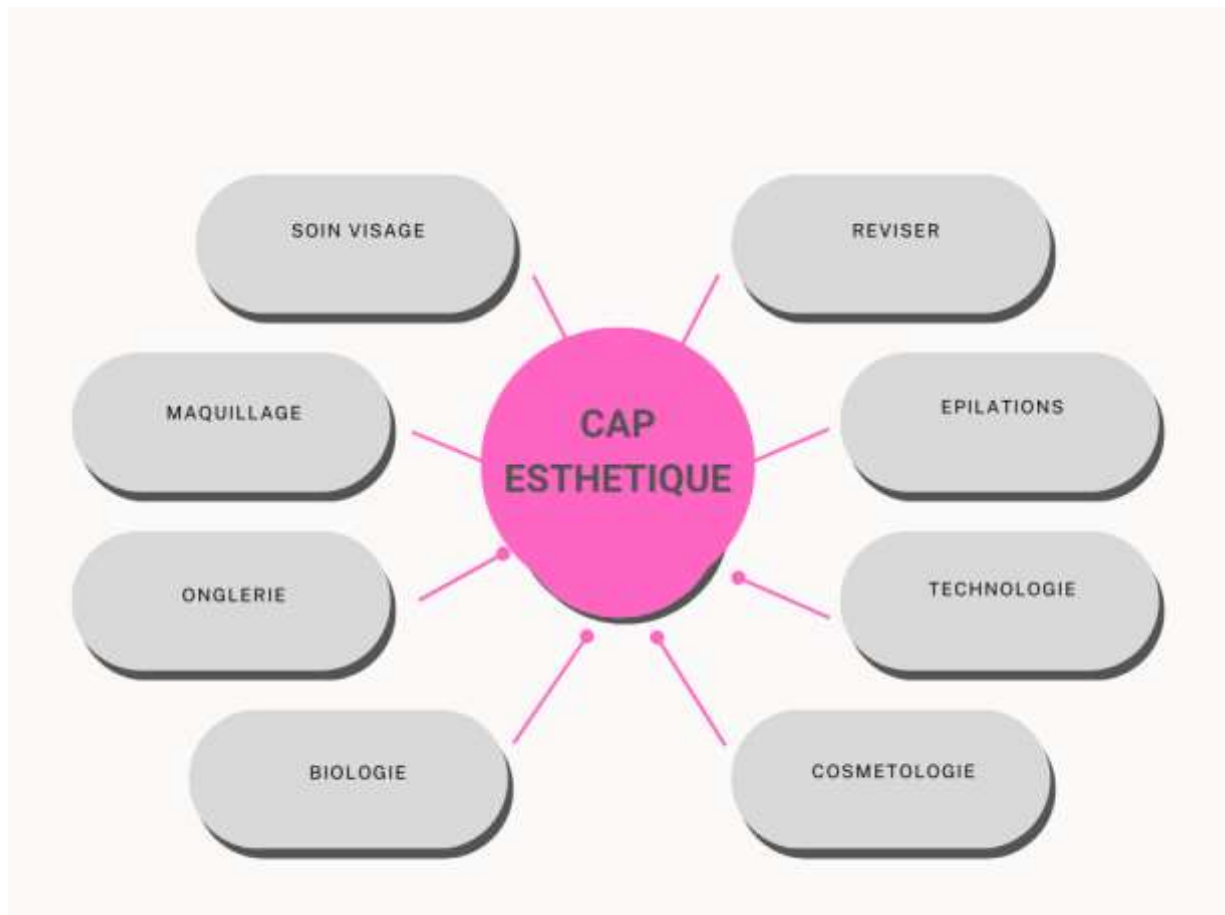 SOIN VISAGE
REVISER
MAQUILLAGE
EPILATIONS
CAP
ESTHETIQUE
ONGLERIE
TECHNOLOGIE
BIOLOGIE
COSMETOLOGIE